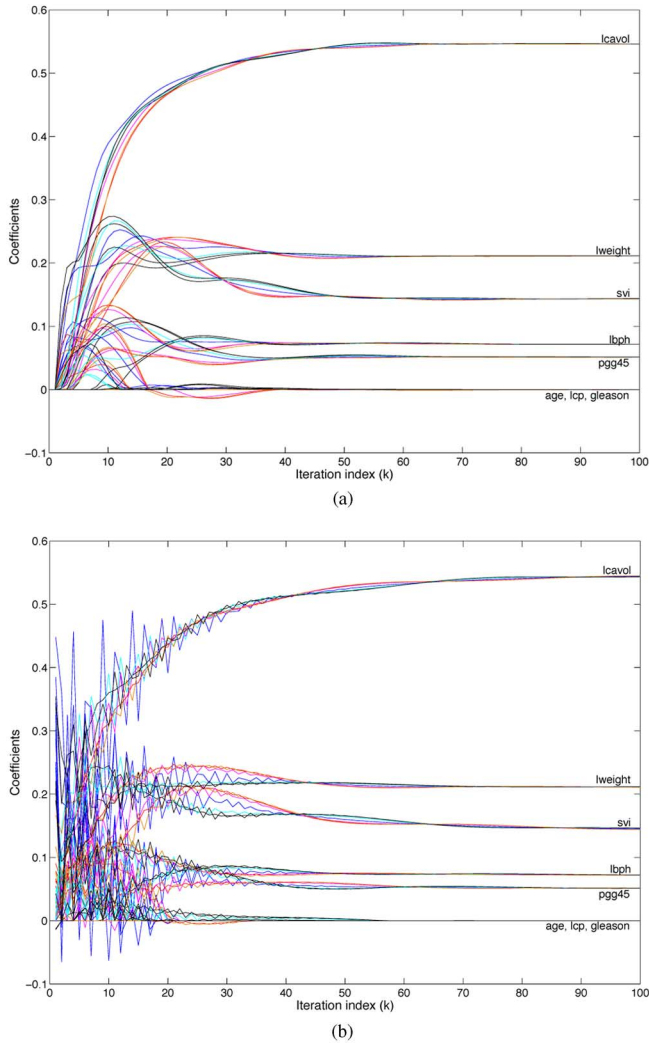 0.6
0.5
0.4
0.3
0.2
0.1
0
−0.1
Coefficients
lcavol
lweight
svi
lbph
pgg45
age, lcp, gleason
0 10 20 30 40 50 60 70 80 90 100
Iteration index (k)
(a)
0.6
0.5
0.4
0.3
0.2
0.1
0
−0.1
Coefficients
lcavol
lweight
svi
lbph
pgg45
age, lcp, gleason
0 10 20 30 40 50 60 70 80 90 100
Iteration index (k)
(b)